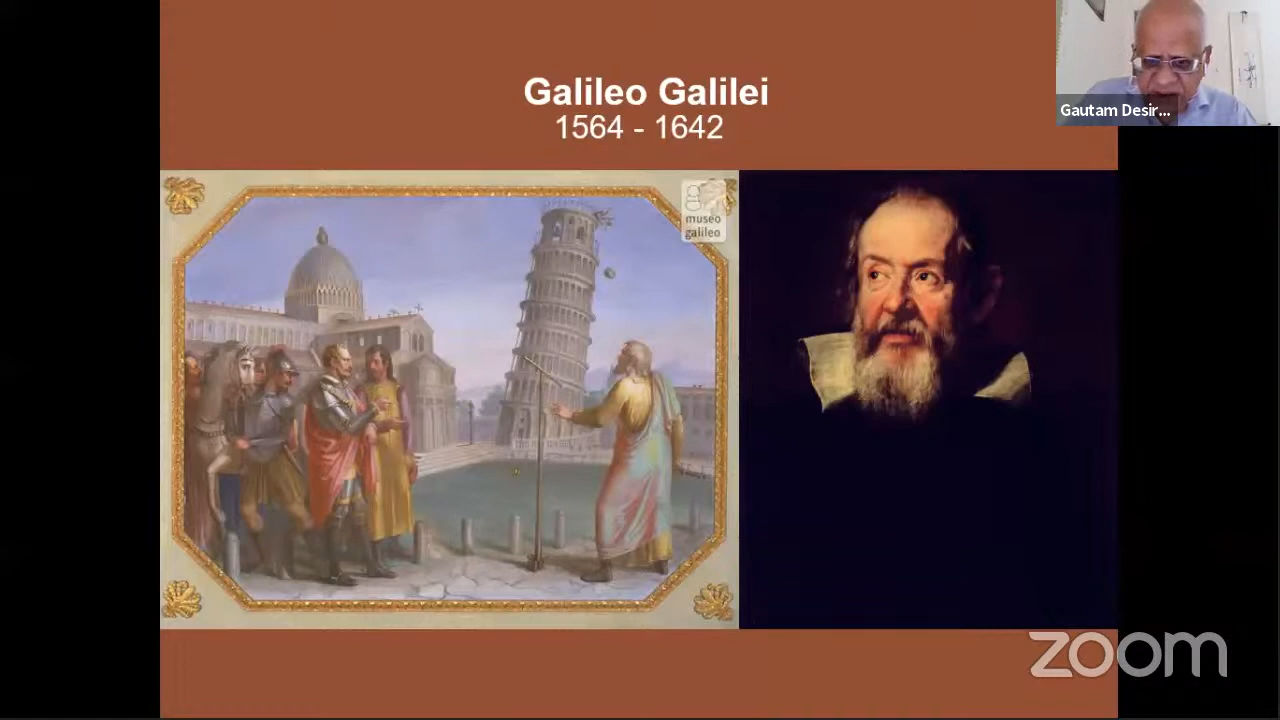 Galileo Galilei
1564 - 1642
Gautam Desir...
museo
galileo
zoom